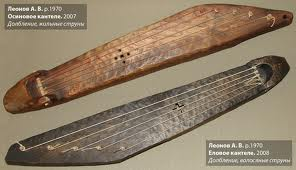 Леонов А. В. р.1970
Осиновое кантеле. 2007
Долбление, жильные струны
Леонов А. В. р.1970
Еловое кантеле. 2008
Долбление, волосяные струны